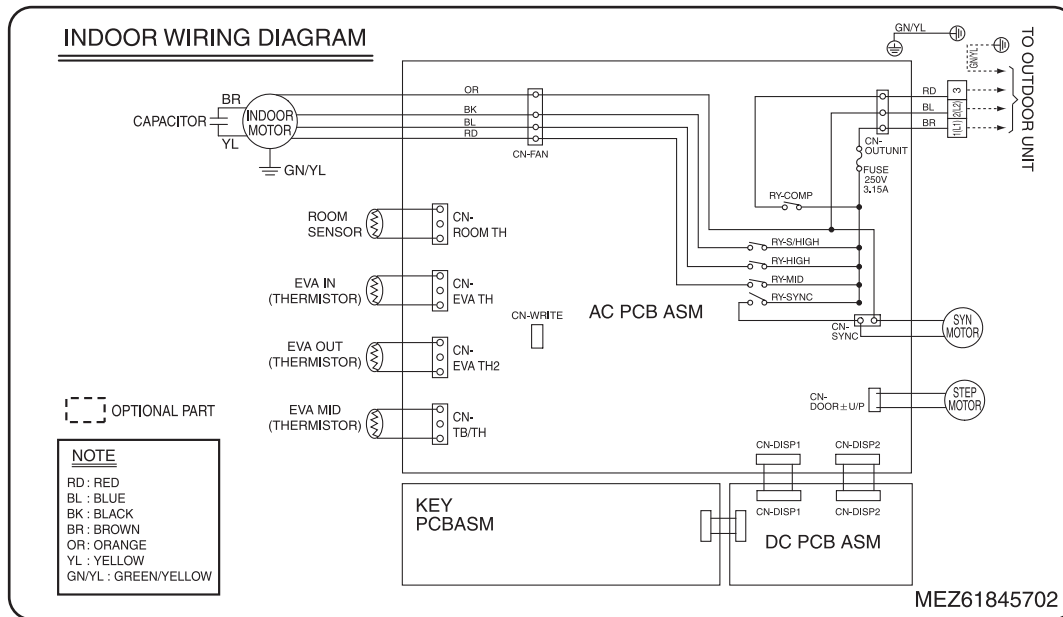 INDOOR WIRING DIAGRAM
GN/YL
GN/YL
TO OUTDOOR UNIT
CAPACITOR
BR
YL
INDOOR
MOTOR
GN/YL
OR
BK
BL
RD
CN-FAN
RD
BL
BR
3
2(L2)
1(L1)
CN-
OUTUNIT
FUSE
250V
3.15A
RY-COMP
RY-S/HIGH
RY-HIGH
RY-MID
RY-SYNC
ROOM
SENSOR
CN-
ROOM TH
EVA IN
(THERMISTOR)
CN-
EVA TH
EVA OUT
(THERMISTOR)
CN-
EVA TH2
EVA MID
(THERMISTOR)
CN-
TB/TH
CN-WRITE
AC PCB ASM
CN-
SYNC
SYN
MOTOR
CN-
DOOR±U/P
STEP
MOTOR
OPTIONAL PART
NOTE
RD : RED
BL : BLUE
BK : BLACK
BR : BROWN
OR : ORANGE
YL : YELLOW
GN/YL : GREEN/YELLOW
CN-DISP1
CN-DISP2
CN-DISP1
CN-DISP2
KEY
PCBASM
DC PCB ASM
MEZ61845702